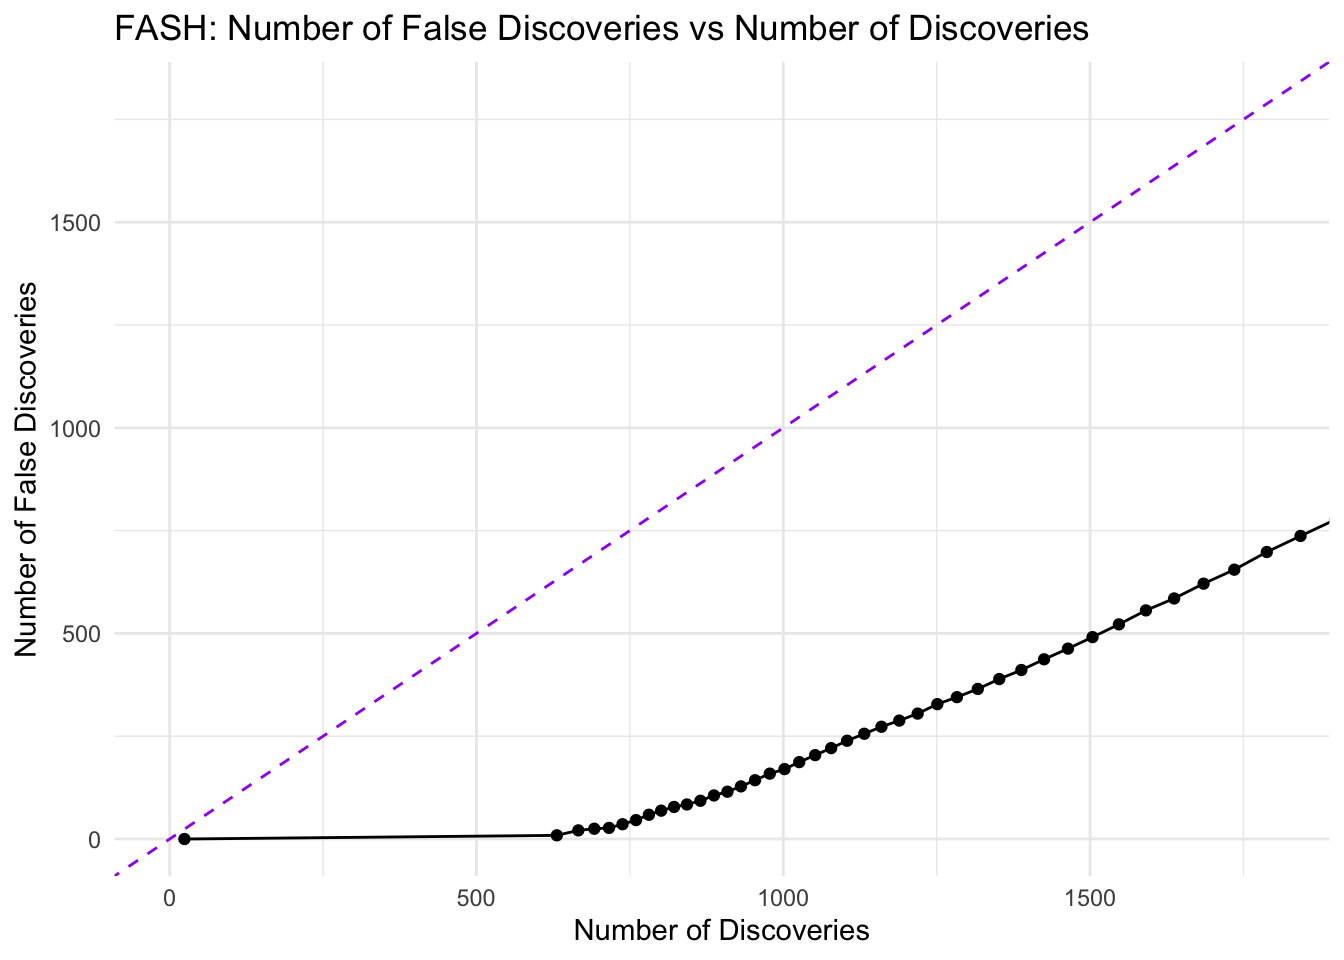 FASH: Number of False Discoveries vs Number of Discoveries
Number of False Discoveries
1500
1000
500
0
0 500 1000 1500
Number of Discoveries